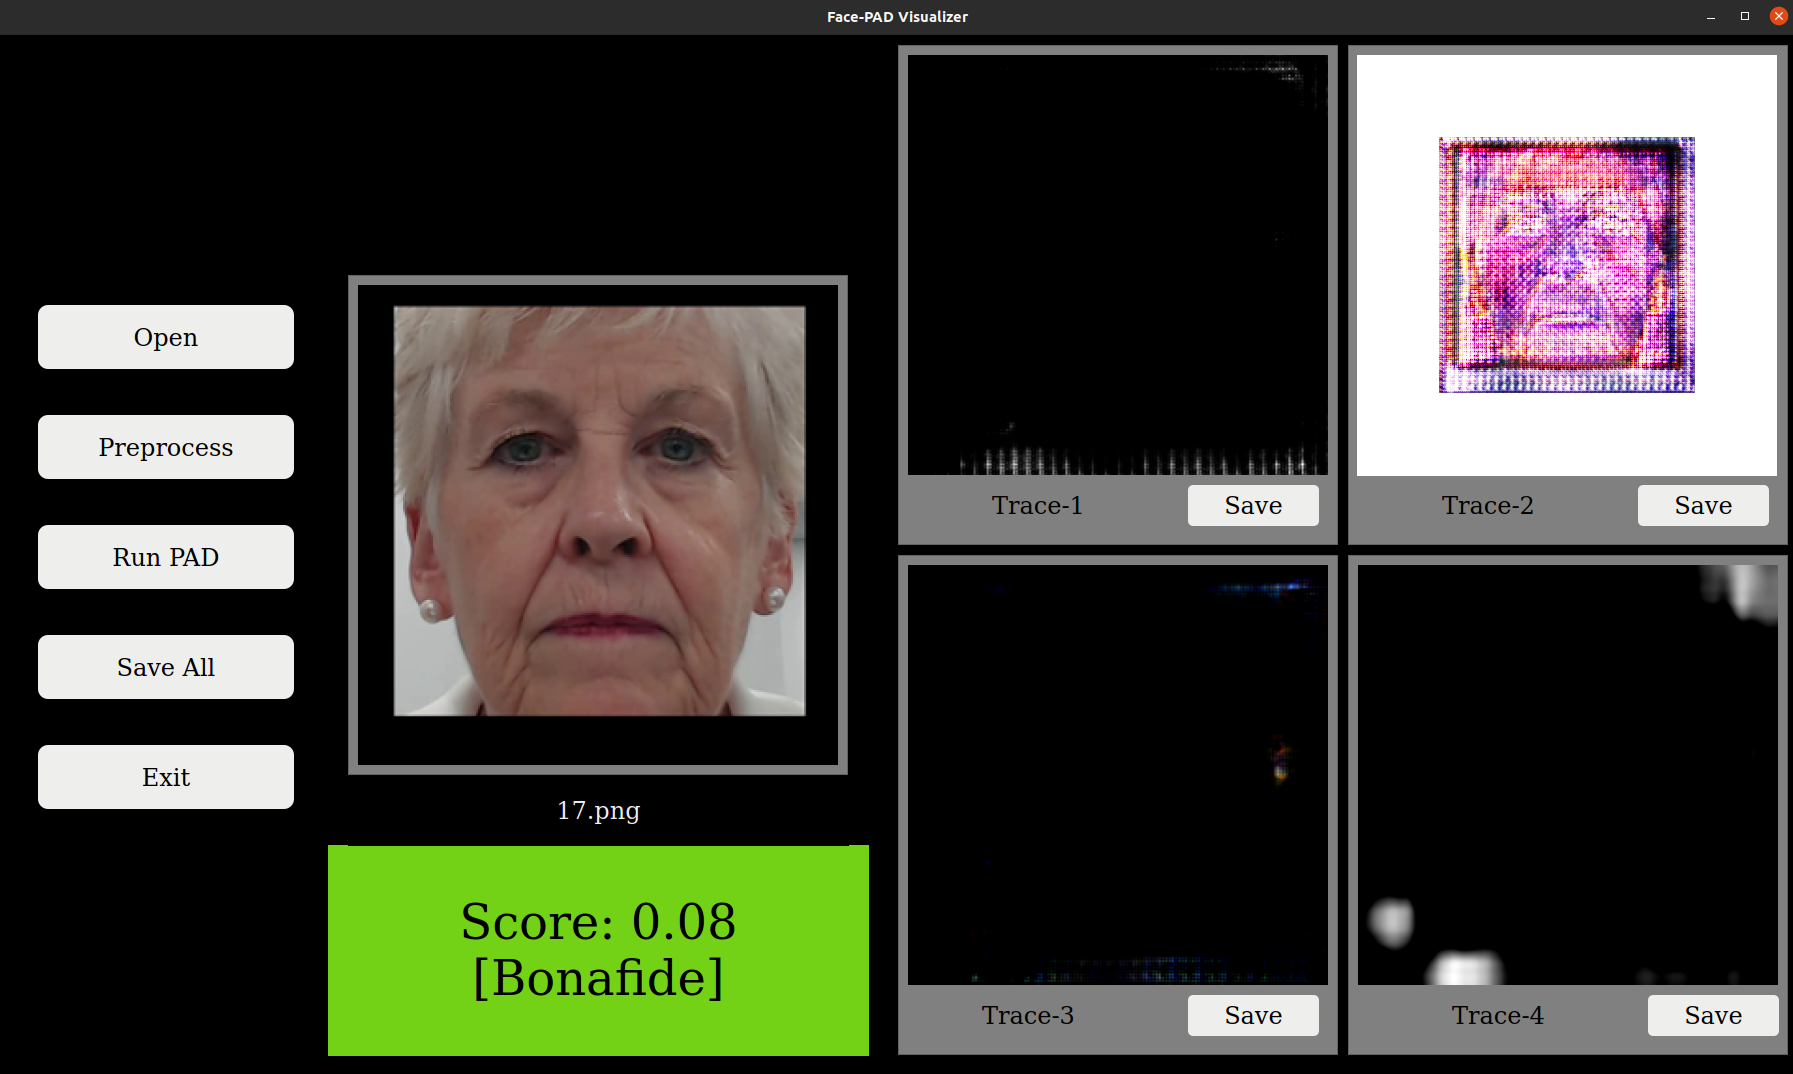 Face-PAD Visualizer
Open
Preprocess
Run PAD
Save All
Exit
17.png
Score: 0.08
[Bonafide]
Trace-1
Save
Trace-2
Save
Trace-3
Save
Trace-4
Save